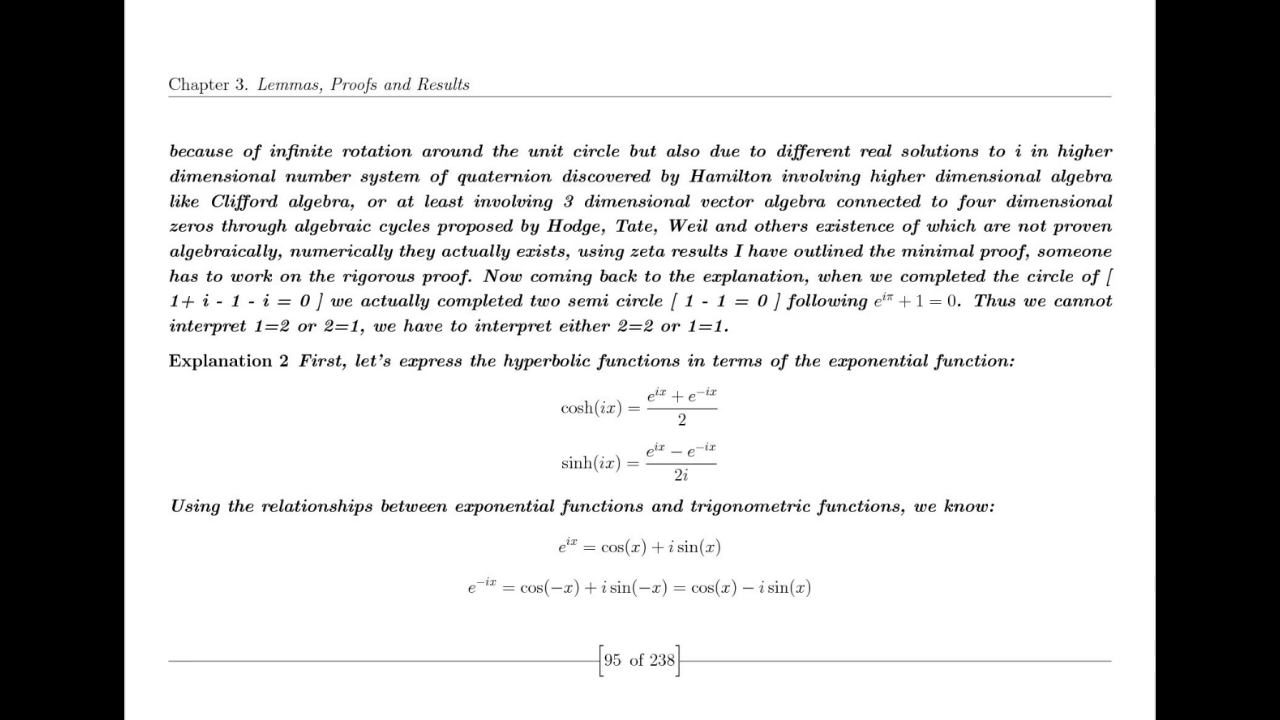 Chapter 3. Lemmas, Proofs and Results
because of infinite rotation around the unit circle but also due to different real solutions to i in higher
dimensional number system of quaternion discovered by Hamilton involving higher dimensional algebra
like Clifford algebra, or at least involving 3 dimensional vector algebra connected to four dimensional
zeros through algebraic cycles proposed by Hodge, Tate, Weil and others existence of which are not proven
algebraically, numerically they actually exists, using zeta results I have outlined the minimal proof, someone
has to work on the rigorous proof. Now coming back to the explanation, when we completed the circle of [
1+ i - 1 - i = 0 ] we actually completed two semi circle [ 1 - 1 = 0 ] following e^{iπ} + 1 = 0. Thus we cannot
interpret 1=2 or 2=1, we have to interpret either 2=2 or 1=1.
Explanation 2 First, let's express the hyperbolic functions in terms of the exponential function:
cosh(ix) = \frac{e^{ix} + e^{-ix}}{2}
sinh(ix) = \frac{e^{ix} − e^{-ix}}{2i}
Using the relationships between exponential functions and trigonometric functions, we know:
e^{ix} = cos(x) + i sin(x)
e^{-ix} = cos(−x) + i sin(−x) = cos(x) − i sin(x)
[95 of 238]